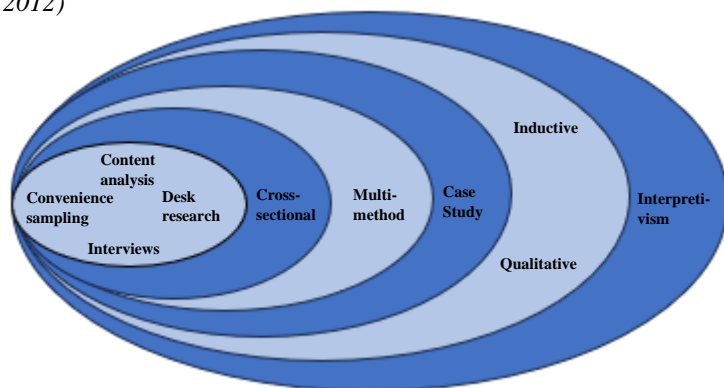 2012)
Content
analysis
Convenience
sampling
Desk
research
Interviews
Cross-
sectional
Multi-
method
Case
Study
Inductive
Qualitative
Interpreti-
vism